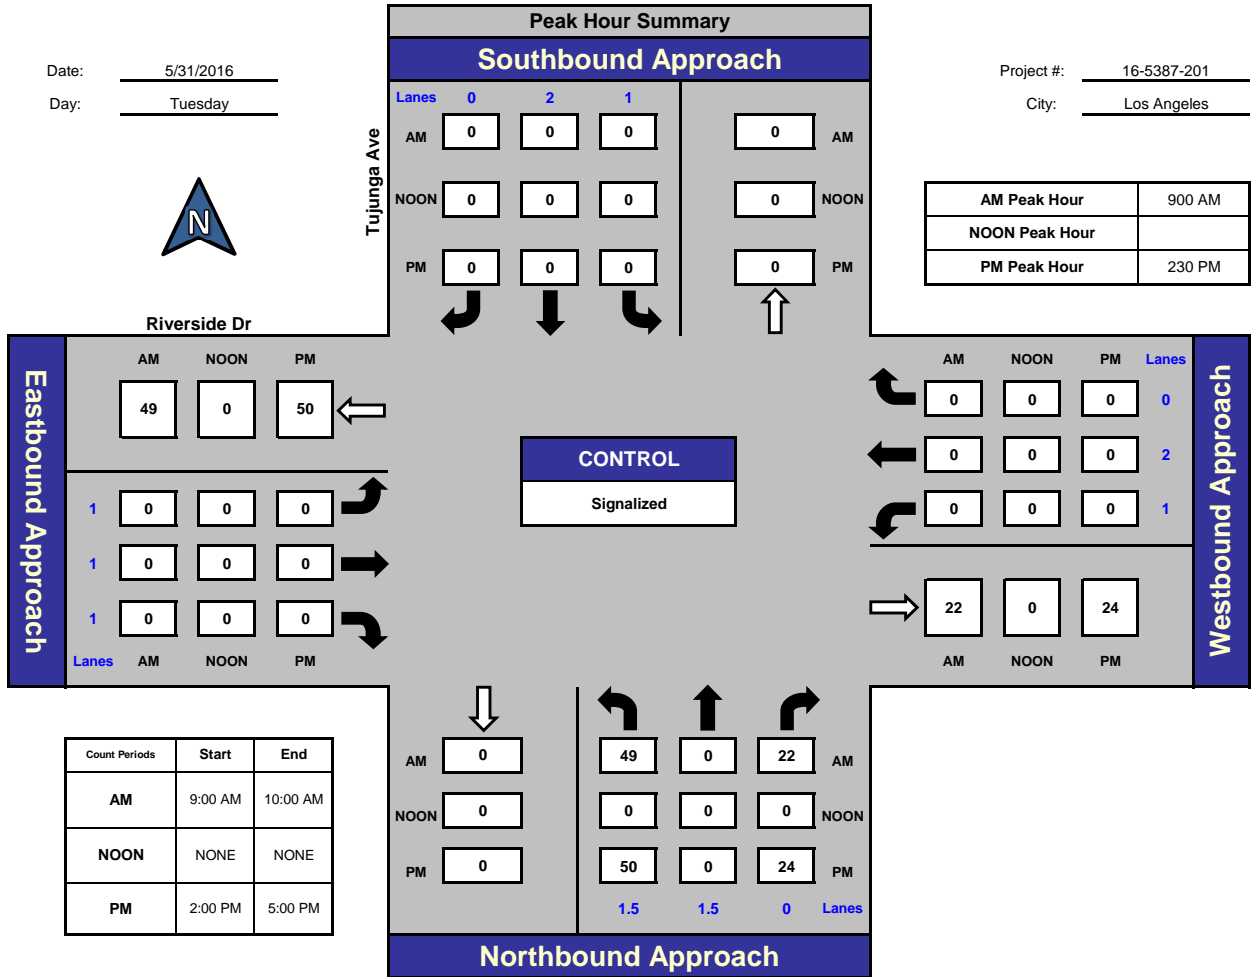 Peak Hour Summary
Southbound Approach
Date: 5/31/2016
Day: Tuesday
Project #: 16-5387-201
City: Los Angeles
N
Tujunga Ave
Lanes 0 2 1
AM 0 0 0 0 AM
NOON 0 0 0 0 NOON
PM 0 0 0 0 PM
AM Peak Hour 900 AM
NOON Peak Hour
PM Peak Hour 230 PM
Riverside Dr
Eastbound Approach
AM NOON PM
49 0 50
1 0 0 0
1 0 0 0
1 0 0 0
Lanes AM NOON PM
CONTROL
Signalized
AM NOON PM Lanes
0 0 0 0
0 0 0 2
0 0 0 1
22 0 24
AM NOON PM
Westbound Approach
Count Periods Start End
AM 9:00 AM 10:00 AM
NOON NONE NONE
PM 2:00 PM 5:00 PM
AM 0 49 0 22 AM
NOON 0 0 0 0 NOON
PM 0 50 0 24 PM
1.5 1.5 0 Lanes
Northbound Approach